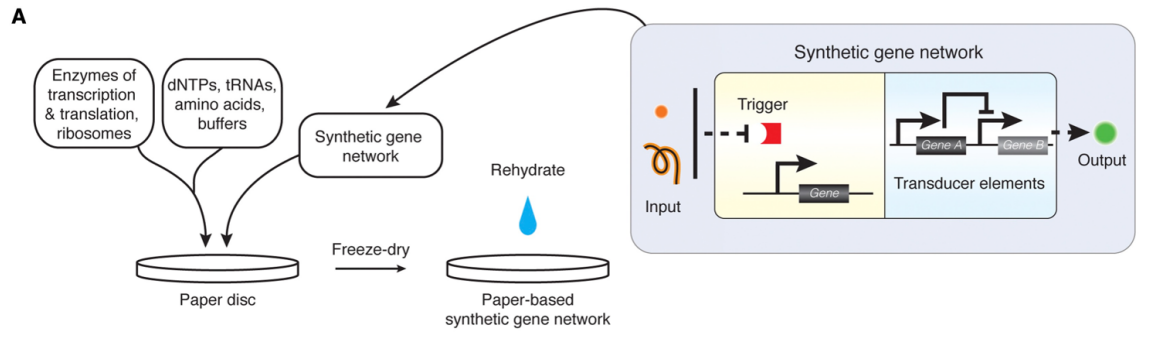 A
Enzymes of
transcription
& translation,
ribosomes
dNTPs, tRNAs,
amino acids,
buffers
Synthetic gene
network
Paper disc
Freeze-dry
Rehydrate
Paper-based
synthetic gene network
Synthetic gene network
Input
Trigger
Gene
Gene A
Gene B
Transducer elements
Output